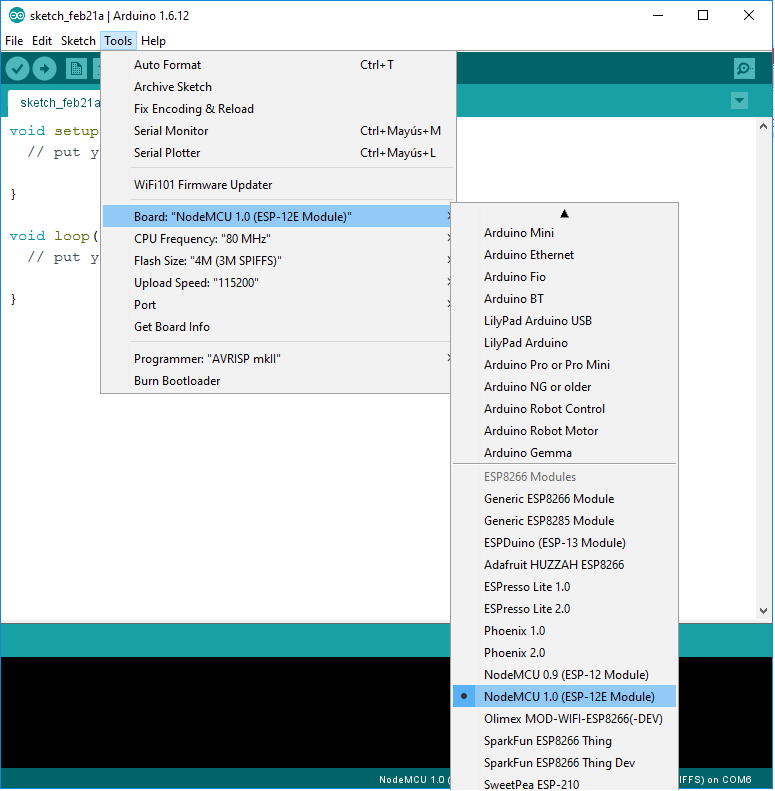 sketch_feb21a | Arduino 1.6.12
File Edit Sketch Tools Help
sketch_feb21a
void setup
// put y
}
void loop(
// put y
}
Auto Format Ctrl+T
Archive Sketch
Fix Encoding & Reload
Serial Monitor Ctrl+Mayús+M
Serial Plotter Ctrl+Mayús+L
WiFi101 Firmware Updater
Board: "NodeMCU 1.0 (ESP-12E Module)"
CPU Frequency: "80 MHz"
Flash Size: "4M (3M SPIFFS)"
Upload Speed: "115200"
Port
Get Board Info
Programmer: "AVRISP mkII"
Burn Bootloader
Arduino Mini
Arduino Ethernet
Arduino Fio
Arduino BT
LilyPad Arduino USB
LilyPad Arduino
Arduino Pro or Pro Mini
Arduino NG or older
Arduino Robot Control
Arduino Robot Motor
Arduino Gemma
ESP8266 Modules
Generic ESP8266 Module
Generic ESP8285 Module
ESPDuino (ESP-13 Module)
Adafruit HUZZAH ESP8266
ESPresso Lite 1.0
ESPresso Lite 2.0
Phoenix 1.0
Phoenix 2.0
NodeMCU 0.9 (ESP-12 Module)
NodeMCU 1.0 (ESP-12E Module)
Olimex MOD-WIFI-ESP8266(-DEV)
SparkFun ESP8266 Thing
SparkFun ESP8266 Thing Dev
SweetPea ESP-210
NodeMCU 1.0 (
IFFS) on COM6